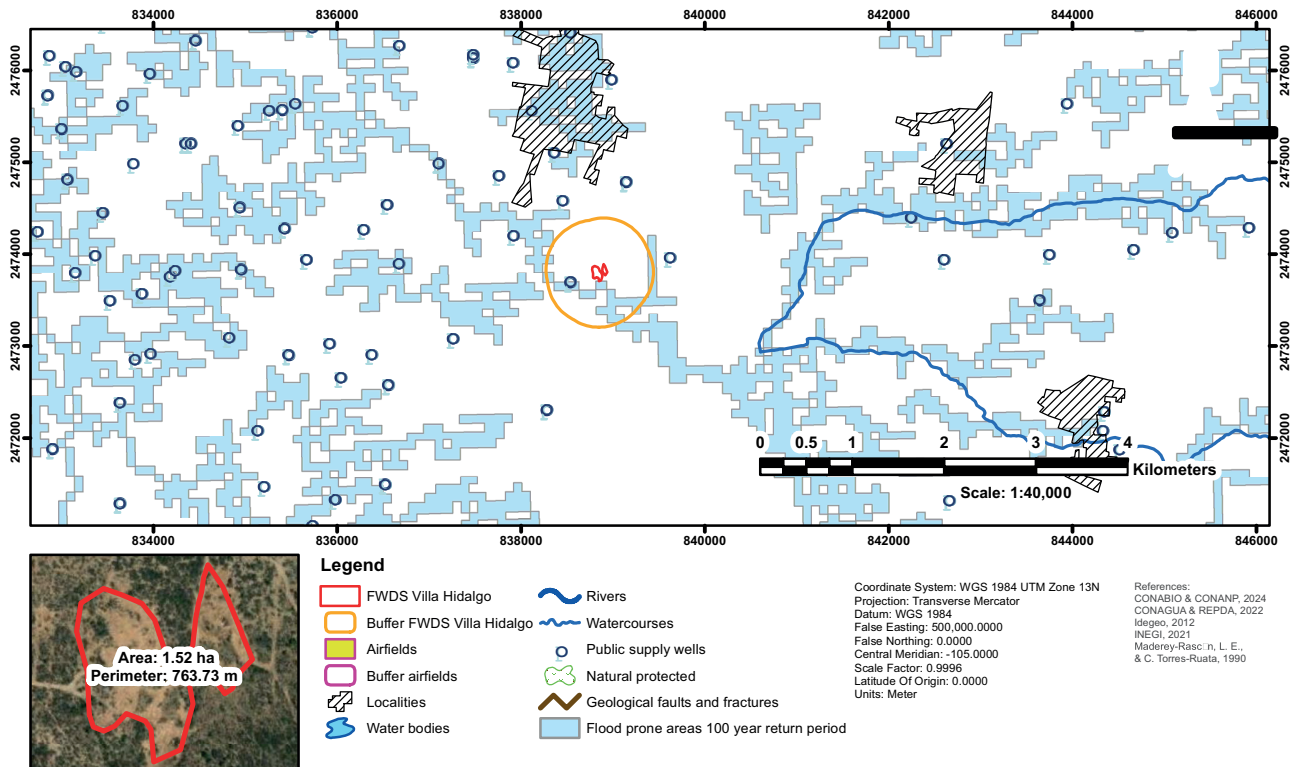 834000 836000 838000 840000 842000 844000 846000
2476000 2476000
2475000 2475000
2474000 2474000
2473000 2473000
2472000 2472000
0 0.5 1 2 3 4
Kilometers
Scale: 1:40,000
834000 836000 838000 840000 842000 844000 846000
Area: 1.52 ha
Perimeter: 763.73 m
Legend
FWDS Villa Hidalgo
Buffer FWDS Villa Hidalgo
Airfields
Buffer airfields
Localities
Water bodies
Rivers
Watercourses
Public supply wells
Natural protected
Geological faults and fractures
Flood prone areas 100 year return period
Coordinate System: WGS 1984 UTM Zone 13N
Projection: Transverse Mercator
Datum: WGS 1984
False Easting: 500,000.0000
False Northing: 0.0000
Central Meridian: -105.0000
Scale Factor: 0.9996
Latitude Of Origin: 0.0000
Units: Meter
References:
CONABIO & CONANP, 2024
CONAGUA & REPDA, 2022
Idegeo, 2012
INEGI, 2021
L. E.,
& C. Torres-Ruata, 1990